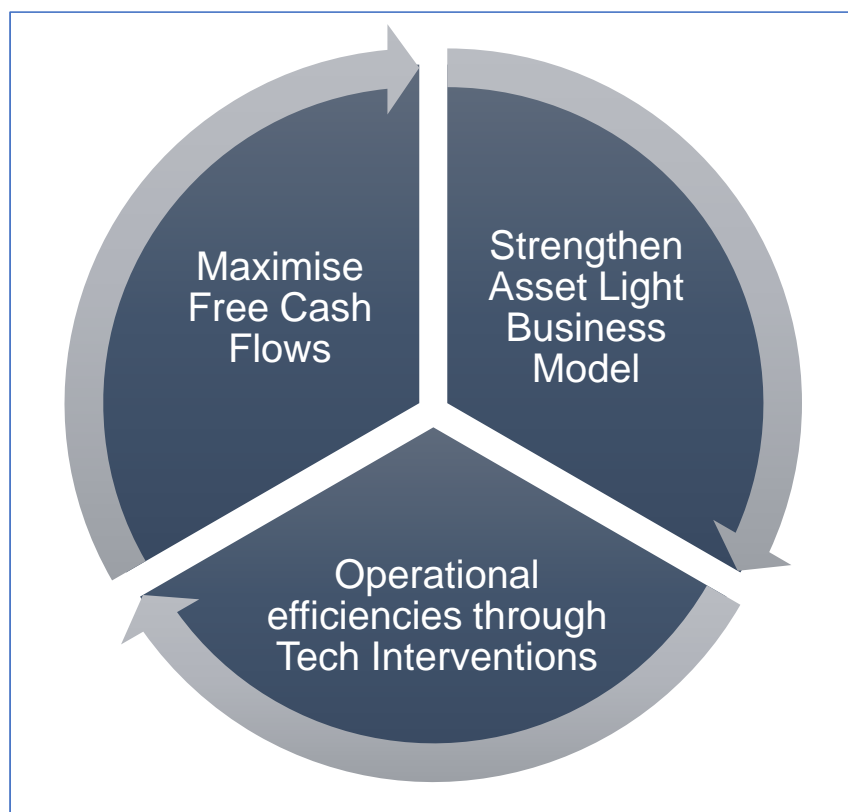 Maximise
Free Cash
Flows
Strengthen
Asset Light
Business
Model
Operational
efficiencies through
Tech Interventions